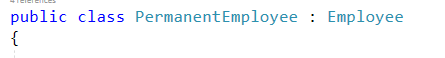 4 references
public class PermanentEmployee : Employee
{